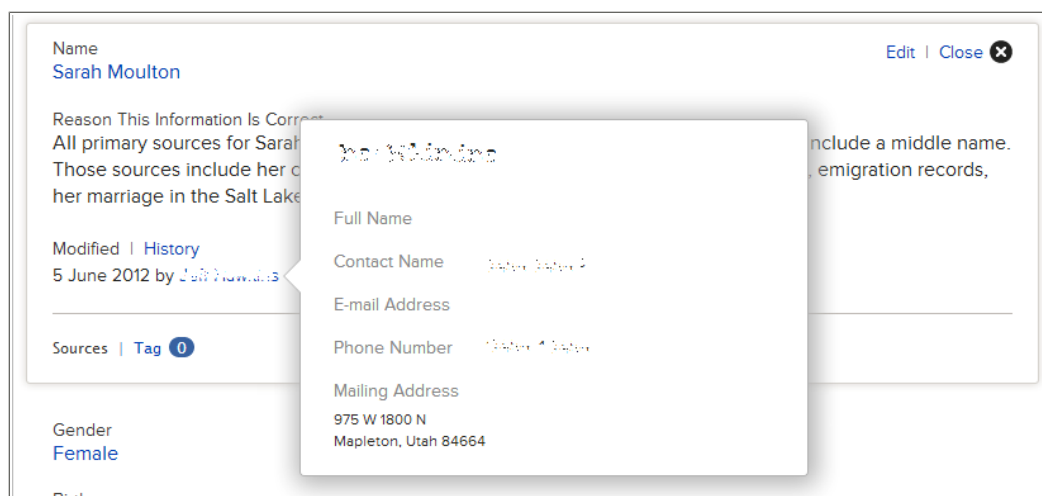 Name
Edit | Close
Sarah Moulton
Reason This Information Is Correct
All primary sources for Sarah nclude a middle name.
Those sources include her c , emigration records,
her marriage in the Salt Lake
Modified | History
5 June 2012 by
Sources | Tag 0
Full Name
Contact Name
E-mail Address
Phone Number
Mailing Address
975 W 1800 N
Mapleton, Utah 84664
Gender
Female